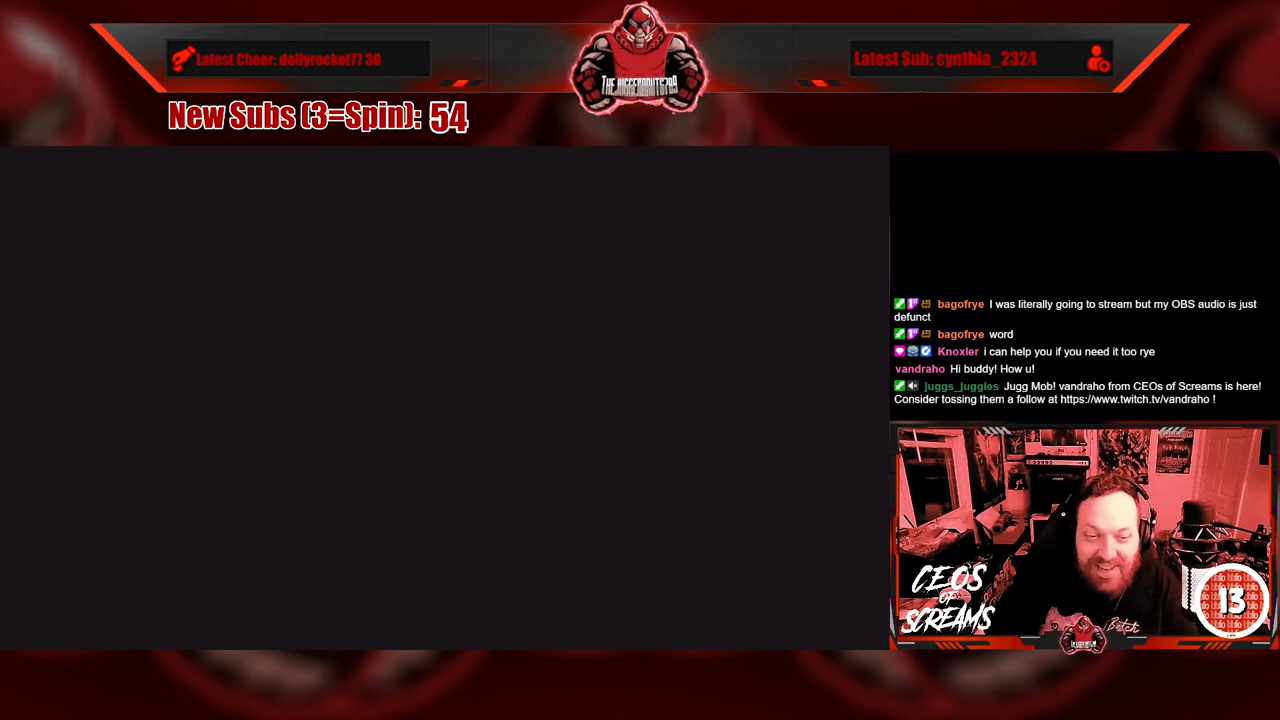 Latest Cheer: dollyrocket77 30
THEJUGGERNAUT6789
Latest Sub: cynthia_2324
New Subs (3=Spin): 54
bagofrye I was literally going to stream but my OBS audio is just
defunct
bagofrye word
Knoxler i can help you if you need it too rye
vandraho Hi buddy! How u!
juggs_juggles Jugg Mob! vandraho from CEOs of Screams is here!
Consider tossing them a follow at https://www.twitch.tv/vandraho !
CEOS
OF
SCREAMS
Botch
13